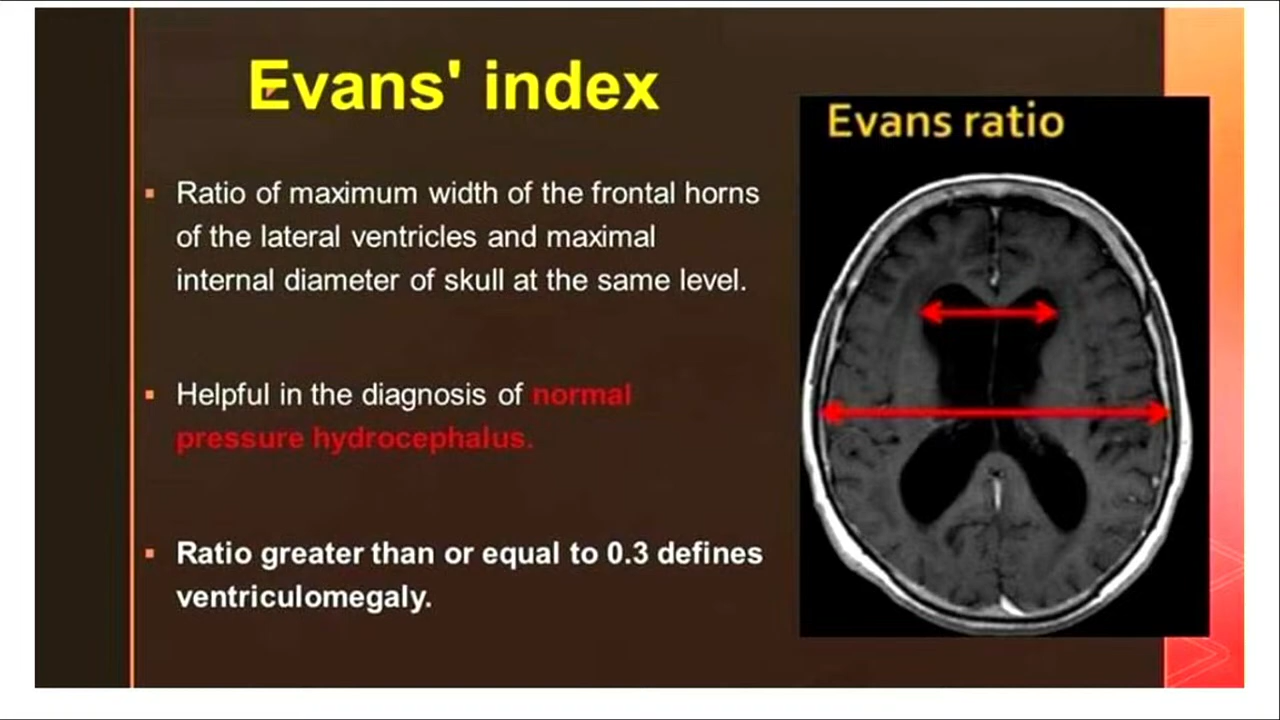 Evans' index
Ratio of maximum width of the frontal horns
of the lateral ventricles and maximal
internal diameter of skull at the same level.
Helpful in the diagnosis of normal
pressure hydrocephalus.
Ratio greater than or equal to 0.3 defines
ventriculomegaly.
Evans ratio